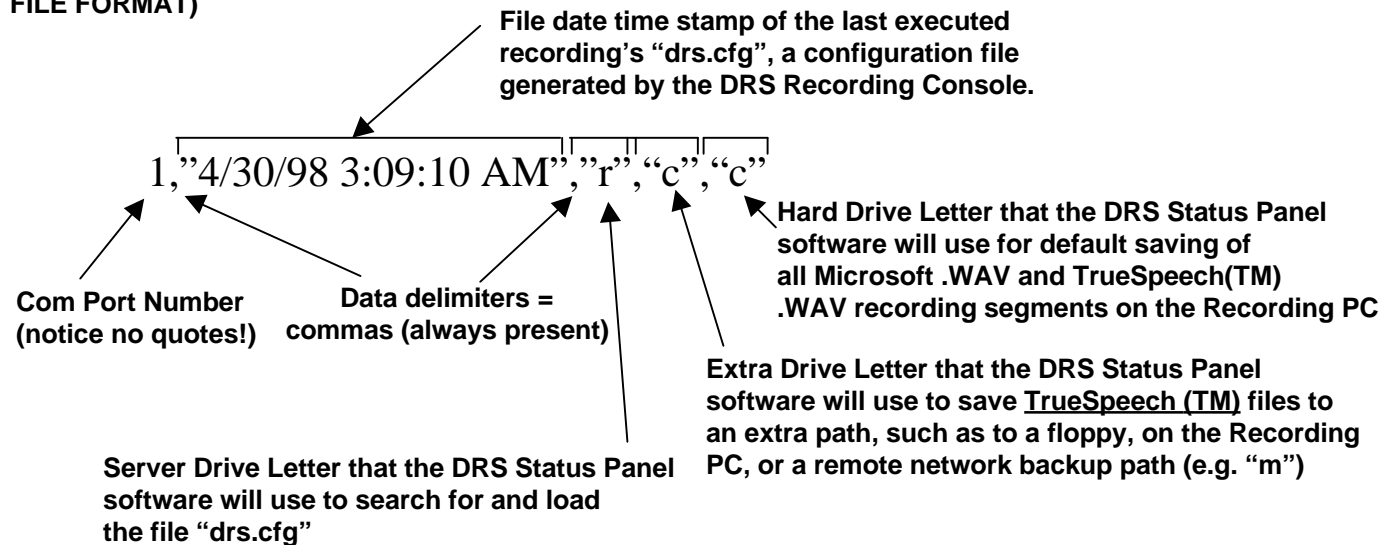 FILE FORMAT)
File date time stamp of the last executed
recording's “drs.cfg”, a configuration file
generated by the DRS Recording Console.
1,”4/30/98 3:09:10 AM”,”r”,“c”,“c”
Hard Drive Letter that the DRS Status Panel
software will use for default saving of
all Microsoft .WAV and TrueSpeech(TM)
.WAV recording segments on the Recording PC
Com Port Number
(notice no quotes!)
Data delimiters =
commas (always present)
Extra Drive Letter that the DRS Status Panel
software will use to save TrueSpeech (TM) files to
an extra path, such as to a floppy, on the Recording
PC, or a remote network backup path (e.g. “m”)
Server Drive Letter that the DRS Status Panel
software will use to search for and load
the file “drs.cfg”